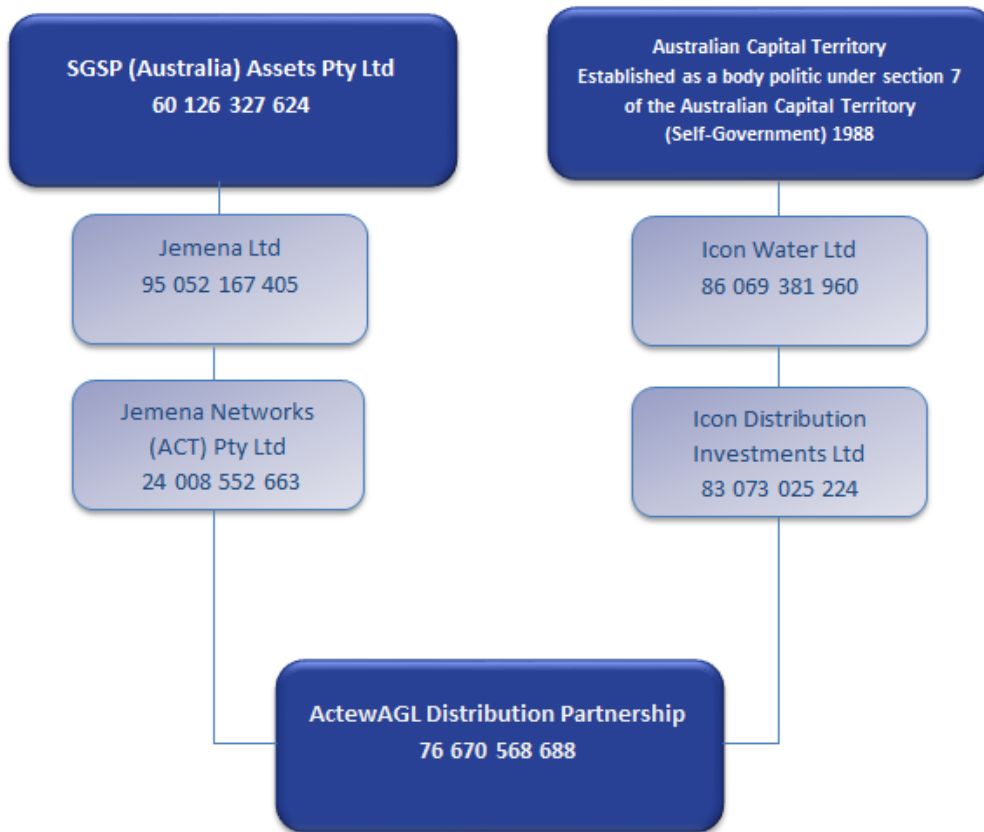 SGSP (Australia) Assets Pty Ltd
60 126 327 624
Australian Capital Territory
Established as a body politic under section 7
of the Australian Capital Territory
(Self-Government) 1988
Jemena Ltd
95 052 167 405
Icon Water Ltd
86 069 381 960
Jemena Networks
(ACT) Pty Ltd
24 008 552 663
Icon Distribution
Investments Ltd
83 073 025 224
ActewAGL Distribution Partnership
76 670 568 688